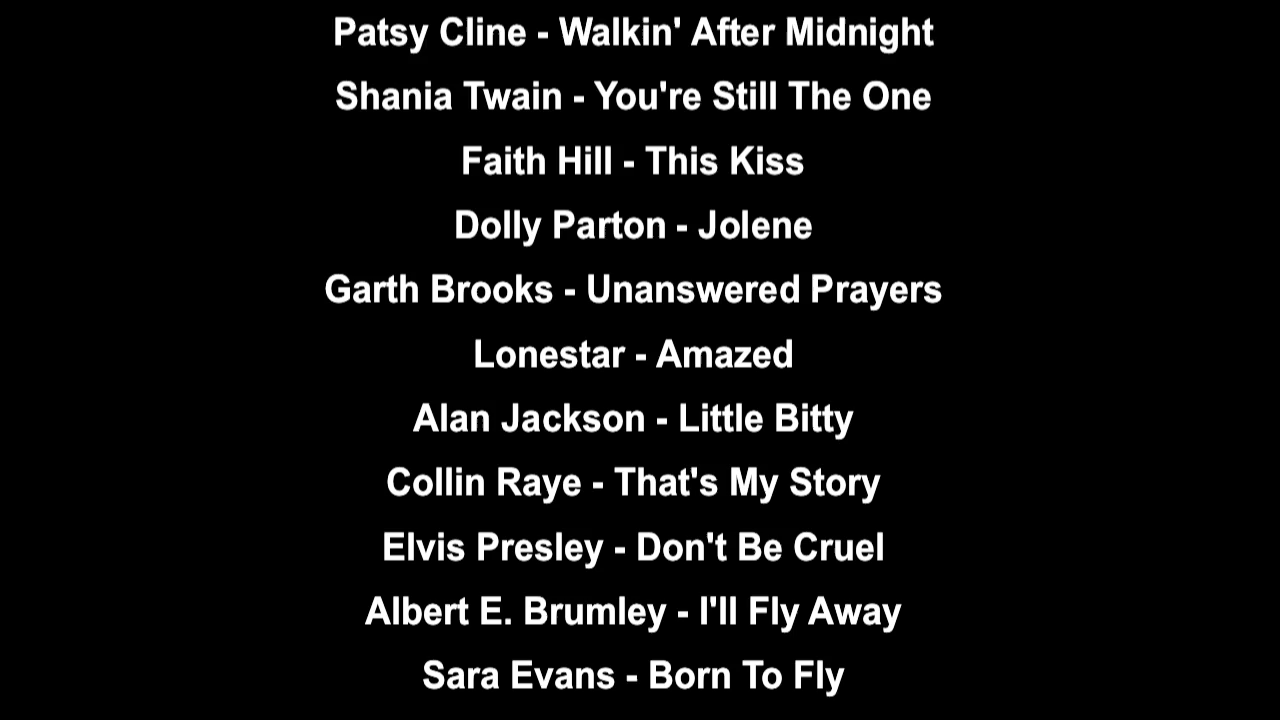 Patsy Cline - Walkin' After Midnight
Shania Twain - You're Still The One
Faith Hill - This Kiss
Dolly Parton - Jolene
Garth Brooks - Unanswered Prayers
Lonestar - Amazed
Alan Jackson - Little Bitty
Collin Raye - That's My Story
Elvis Presley - Don't Be Cruel
Albert E. Brumley - I'll Fly Away
Sara Evans - Born To Fly